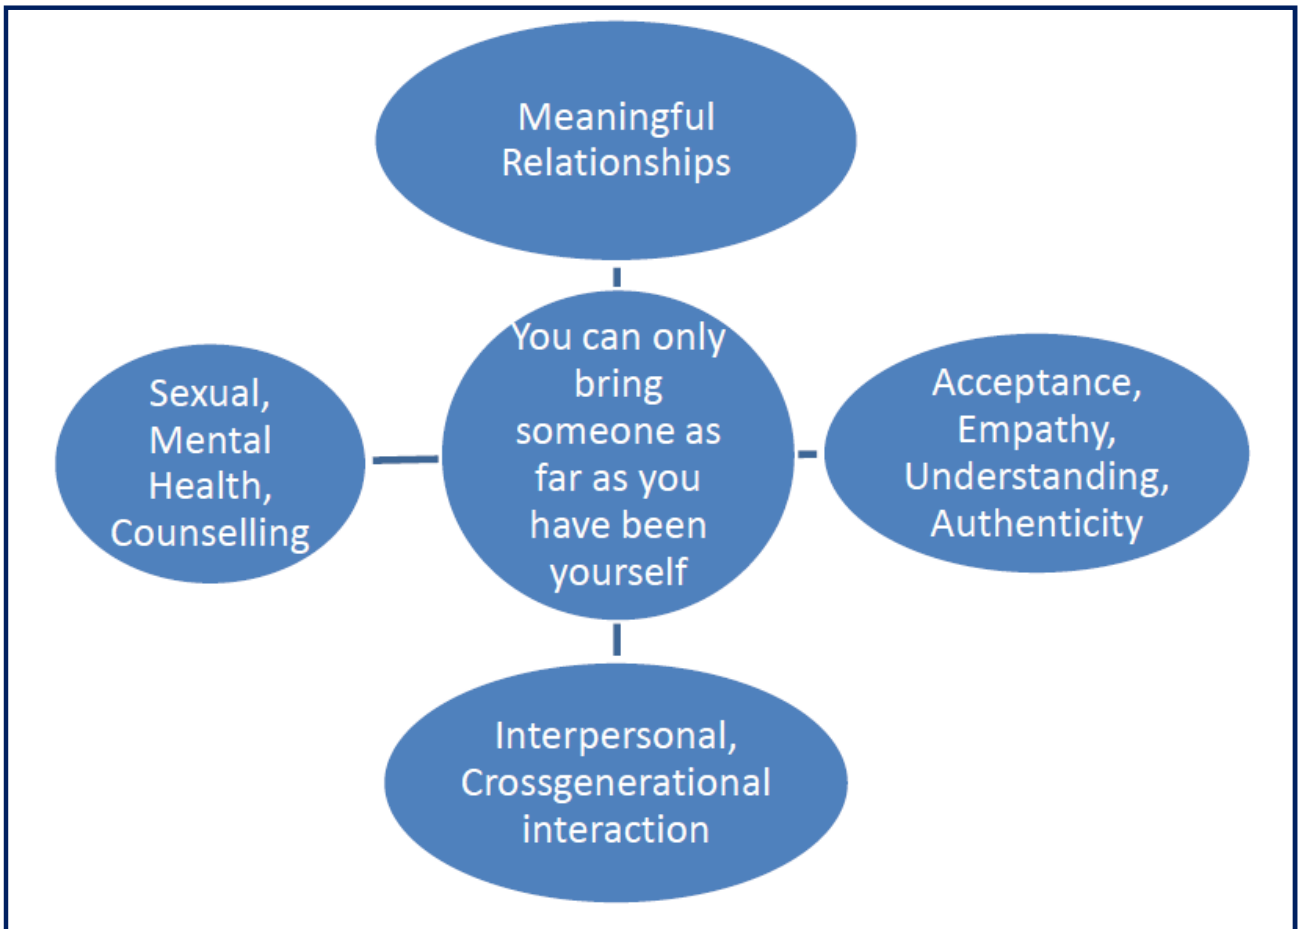 Meaningful
Relationships
Sexual,
Mental
Health,
Counselling
You can only
bring
someone as
far as you
have been
yourself
Acceptance,
Empathy,
Understanding,
Authenticity
Interpersonal,
Crossgenerational
interaction